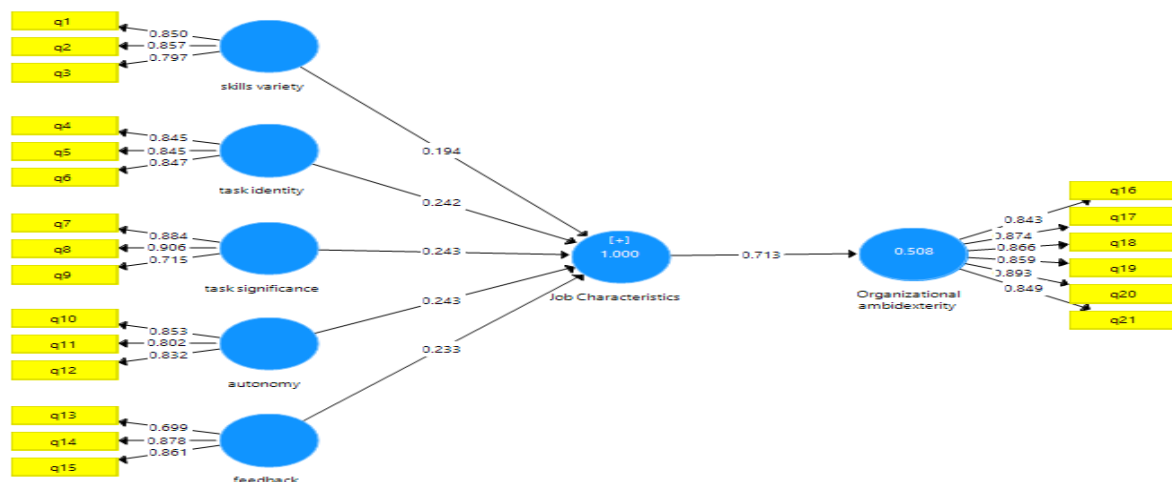 q1
q2
q3
0.850
0.857
0.797
skills variety
q4
q5
q6
0.845
0.845
0.847
task identity
q7
q8
q9
0.884
0.906
0.715
task significance
q10
q11
q12
0.853
0.802
0.832
autonomy
q13
q14
q15
0.699
0.878
0.861
feedback
0.194
0.242
0.243
0.243
0.233
[+]
1.000
Job Characteristics
0.713
0.508
Organizational
ambidexterity
0.843
0.874
0.866
0.859
0.893
0.849
q16
q17
q18
q19
q20
q21